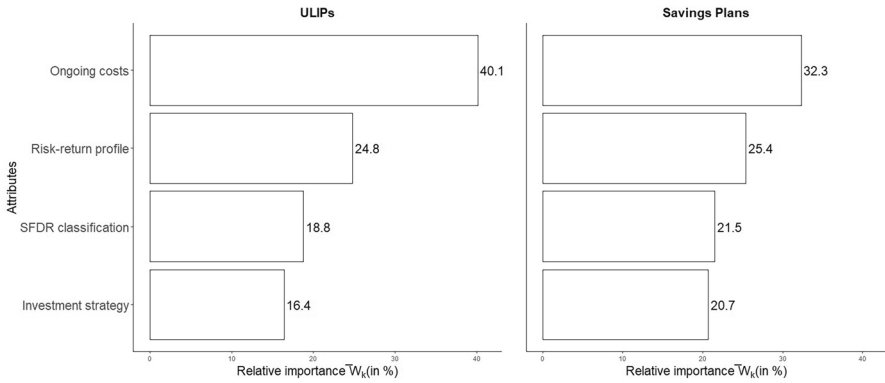 ULIPs
Savings Plans
Attributes
Ongoing costs
40.1
32.3
Risk-return profile
24.8
25.4
SFDR classification
18.8
21.5
Investment strategy
16.4
20.7
0 10 20 30 40
0 10 20 30 40
Relative importance W̅k(in %)
Relative importance W̅k(in %)